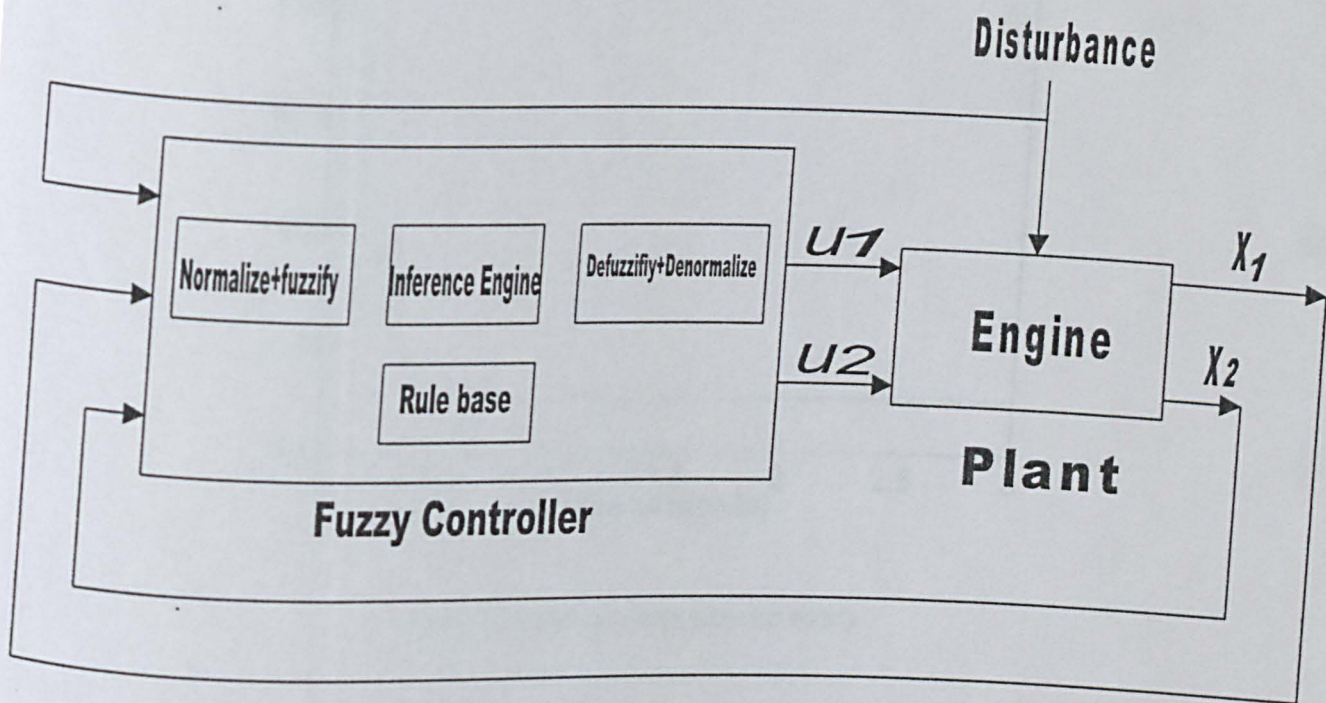 Disturbance
Normalize+fuzzify
Inference Engine
Defuzzifiy+Denormalize
Rule base
Fuzzy Controller
U1
U2
Engine
Plant
X1
X2